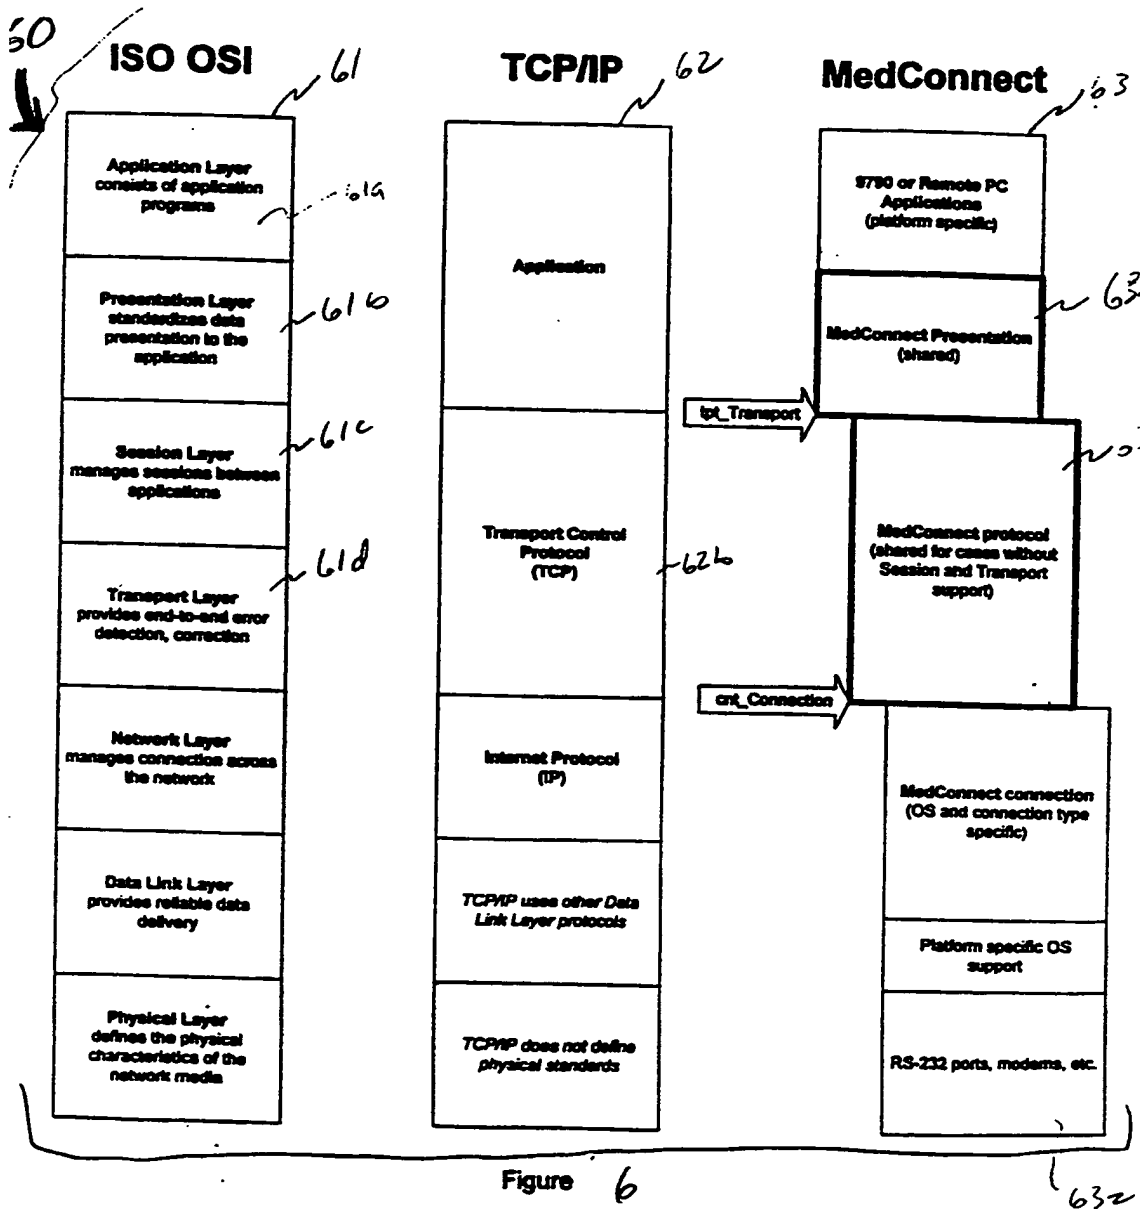 ISO OSI
61
TCP/IP
62
MedConnect
63
Application Layer
consists of application
programs
61a
Presentation Layer
standardizes data
presentation to the
application
61b
Session Layer
manages sessions between
applications
61c
Transport Layer
provides end-to-end error
detection, correction
61d
Network Layer
manages connection across
the network
Data Link Layer
provides reliable data
delivery
Physical Layer
defines the physical
characteristics of the
network media
Application
Transport Control
Protocol
(TCP)
62b
Internet Protocol
(IP)
TCP/IP uses other Data
Link Layer protocols
TCP/IP does not define
physical standards
9790 or Remote PC
Applications
(platform specific)
MedConnect Presentation
(shared)
tpt_Transport
MedConnect protocol
(shared for cases without
Session and Transport
support)
cnt_Connection
MedConnect connection
(OS and connection type
specific)
Platform specific OS
support
RS-232 ports, modems, etc.
Figure 6